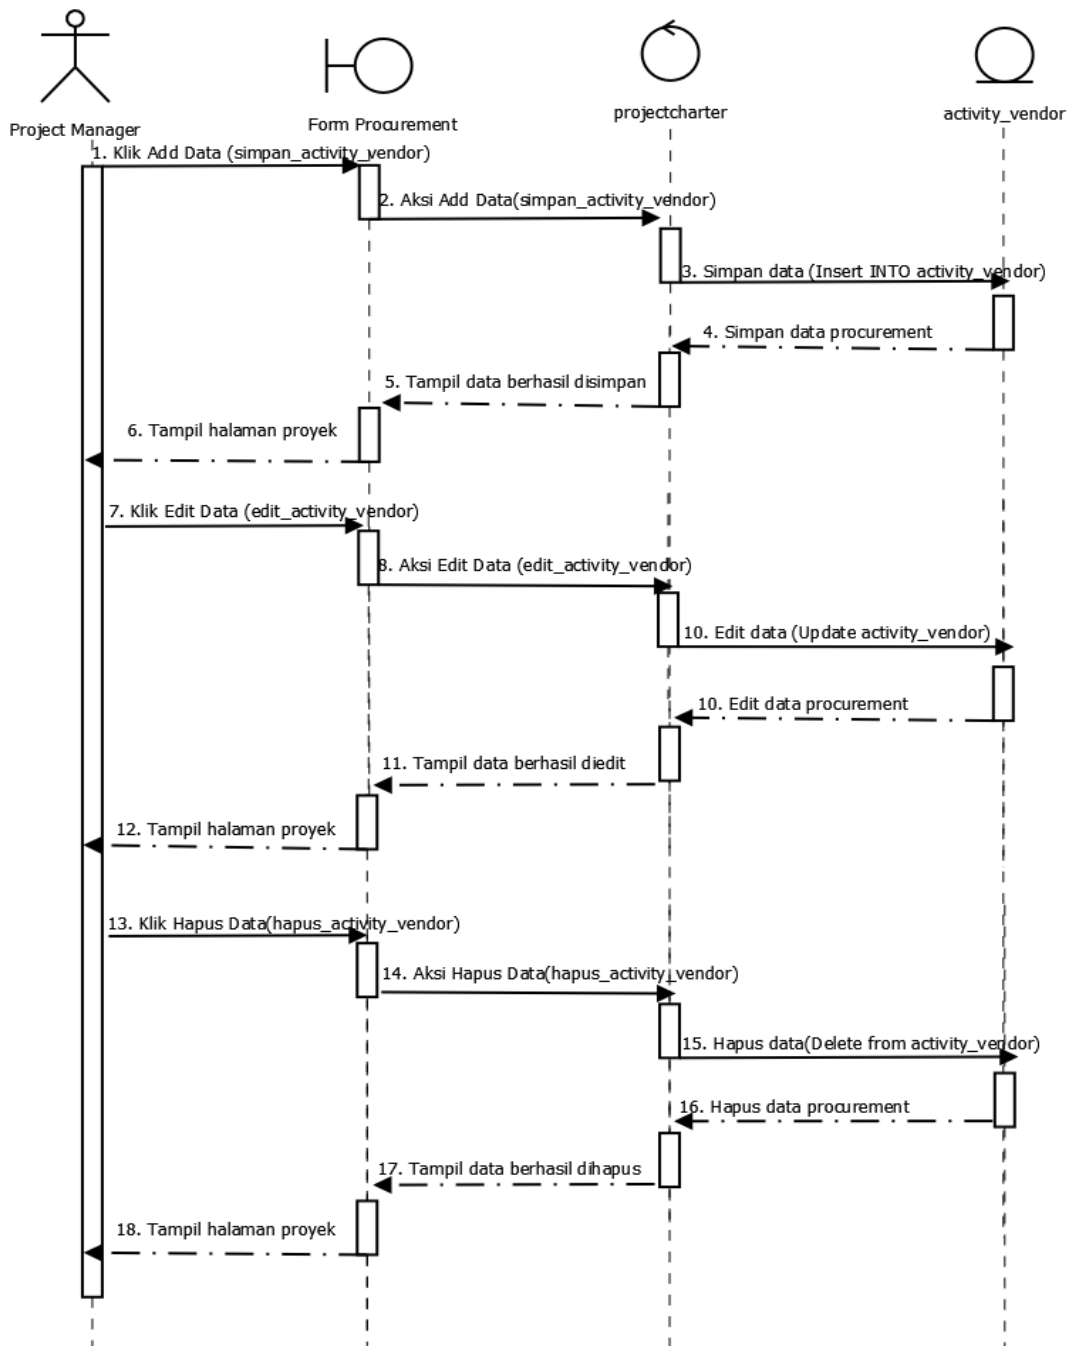 Project Manager
Form Procurement
projectcharter
activity_vendor
1. Klik Add Data (simpan_activity_vendor)
2. Aksi Add Data(simpan_activity_vendor)
3. Simpan data (Insert INTO activity_vendor)
4. Simpan data procurement
5. Tampil data berhasil disimpan
6. Tampil halaman proyek
7. Klik Edit Data (edit_activity_vendor)
8. Aksi Edit Data (edit_activity_vendor)
10. Edit data (Update activity_vendor)
10. Edit data procurement
11. Tampil data berhasil diedit
12. Tampil halaman proyek
13. Klik Hapus Data(hapus_activity_vendor)
14. Aksi Hapus Data(hapus_activity_vendor)
15. Hapus data(Delete from activity_vendor)
16. Hapus data procurement
17. Tampil data berhasil dihapus
18. Tampil halaman proyek